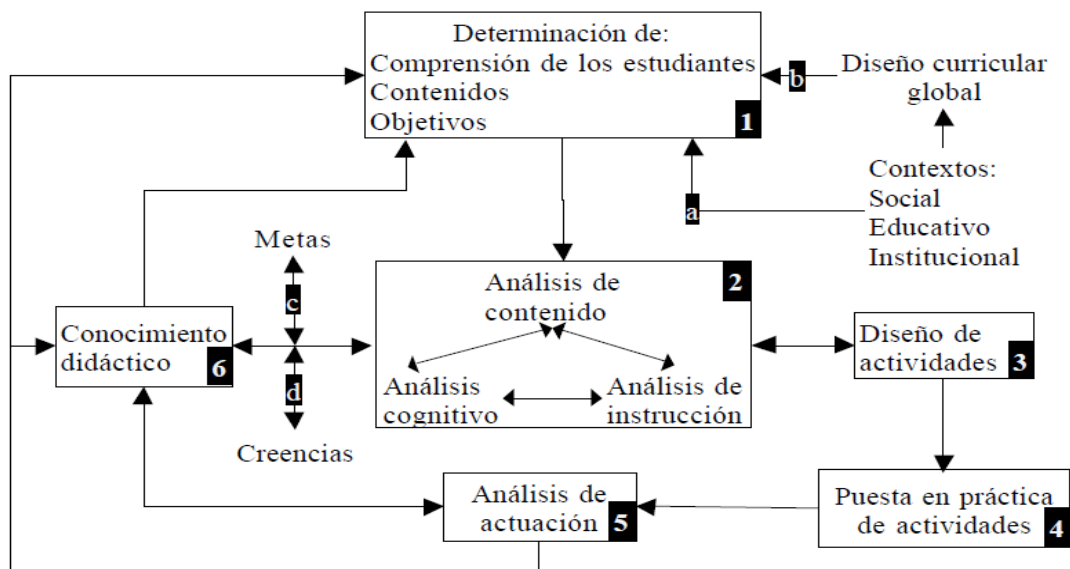 Determinación de:
Comprensión de los estudiantes
Contenidos
Objetivos
1
b
Diseño curricular
global
a
Contextos:
Social
Educativo
Institucional
Metas
c
d
Creencias
Conocimiento
didáctico
6
Análisis de
contenido
2
Análisis
cognitivo
Análisis de
instrucción
Diseño de
actividades
3
Análisis de
actuación
5
Puesta en práctica
de actividades
4